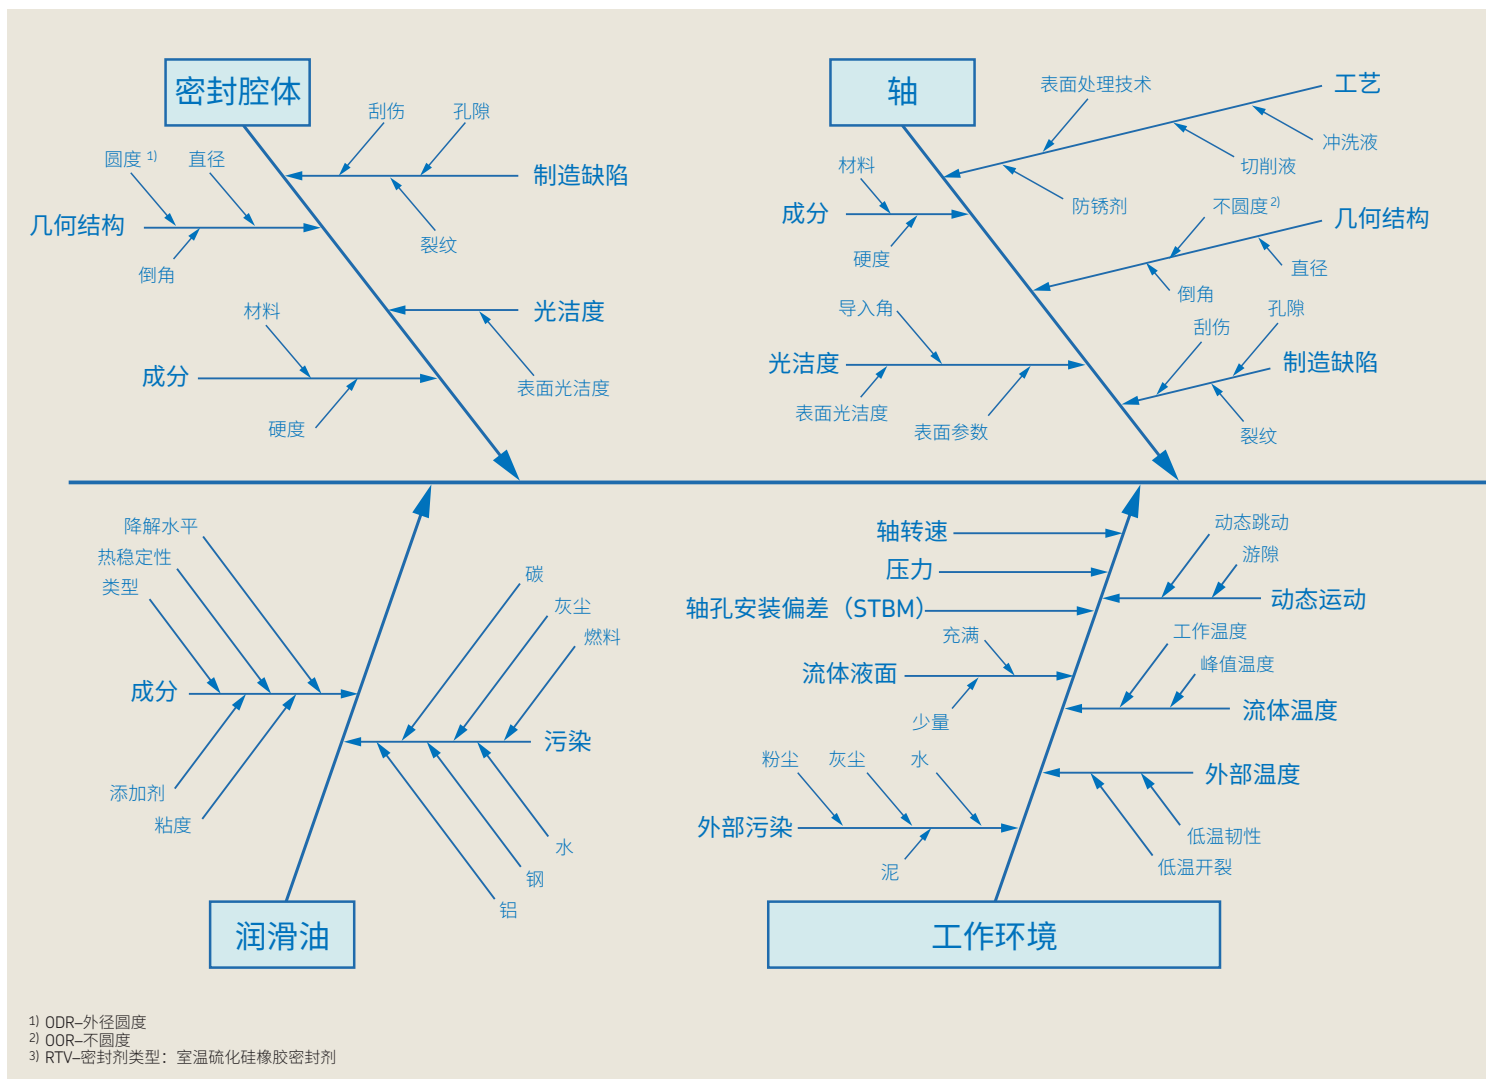 密封腔体
刮伤
孔隙
圆度 1)
直径
制造缺陷
几何结构
裂纹
倒角
材料
光洁度
成分
表面光洁度
硬度
轴
表面处理技术
工艺
冲洗液
切削液
材料
防锈剂
不圆度 2)
成分
几何结构
硬度
直径
倒角
导入角
孔隙
刮伤
光洁度
制造缺陷
表面光洁度
表面参数
裂纹
降解水平
热稳定性
类型
碳
灰尘
燃料
成分
污染
添加剂
粘度
水
钢
铝
润滑油
轴转速
动态跳动
压力
游隙
轴孔安装偏差（STBM）
动态运动
充满
工作温度
流体液面
峰值温度
少量
流体温度
粉尘
灰尘
水
外部温度
外部污染
低温韧性
泥
低温开裂
工作环境
1) ODR–外径圆度
2) OOR–不圆度
3) RTV–密封剂类型：室温硫化硅橡胶密封剂